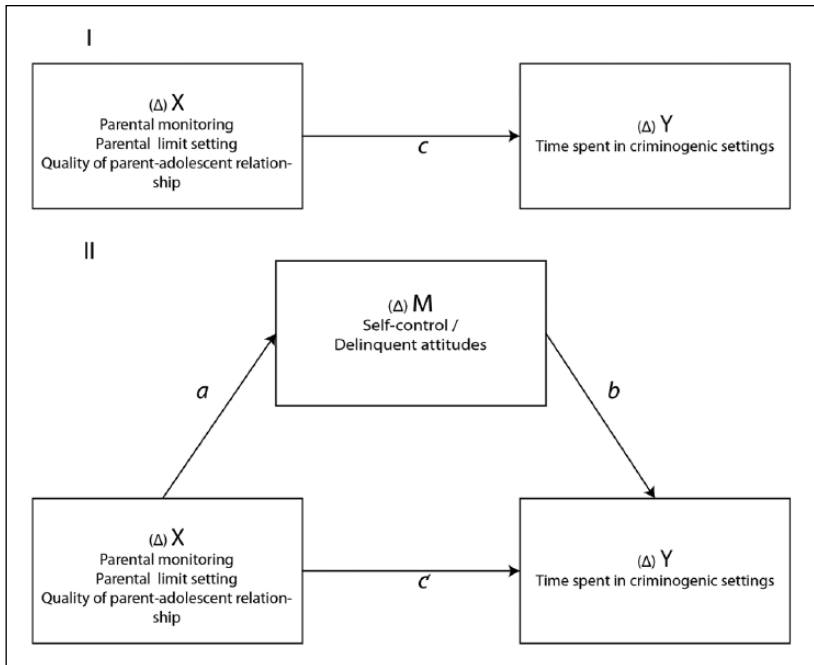 I
(Δ) X
Parental monitoring
Parental limit setting
Quality of parent-adolescent relation-
ship
c
(Δ) Y
Time spent in criminogenic settings
II
(Δ) M
Self-control /
Delinquent attitudes
a
b
(Δ) X
Parental monitoring
Parental limit setting
Quality of parent-adolescent relation-
ship
c'
(Δ) Y
Time spent in criminogenic settings